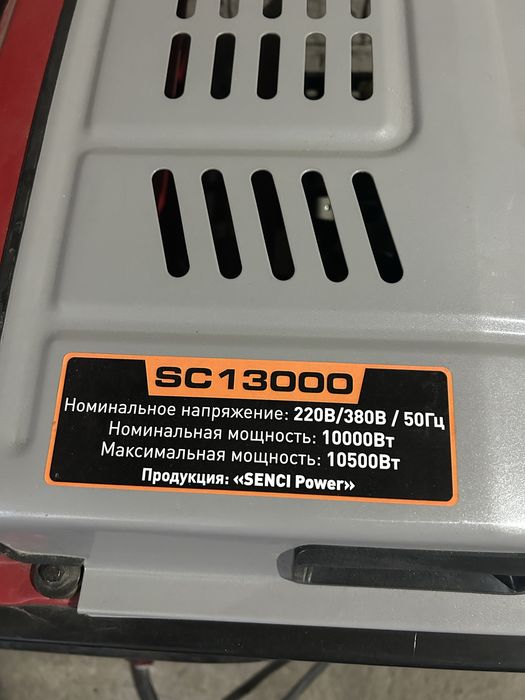 SC13000
Номинальное напряжение: 220В/380В / 50Гц
Номинальная мощность: 10000Вт
Максимальная мощность: 10500Вт
Продукция: «SENCI Power»